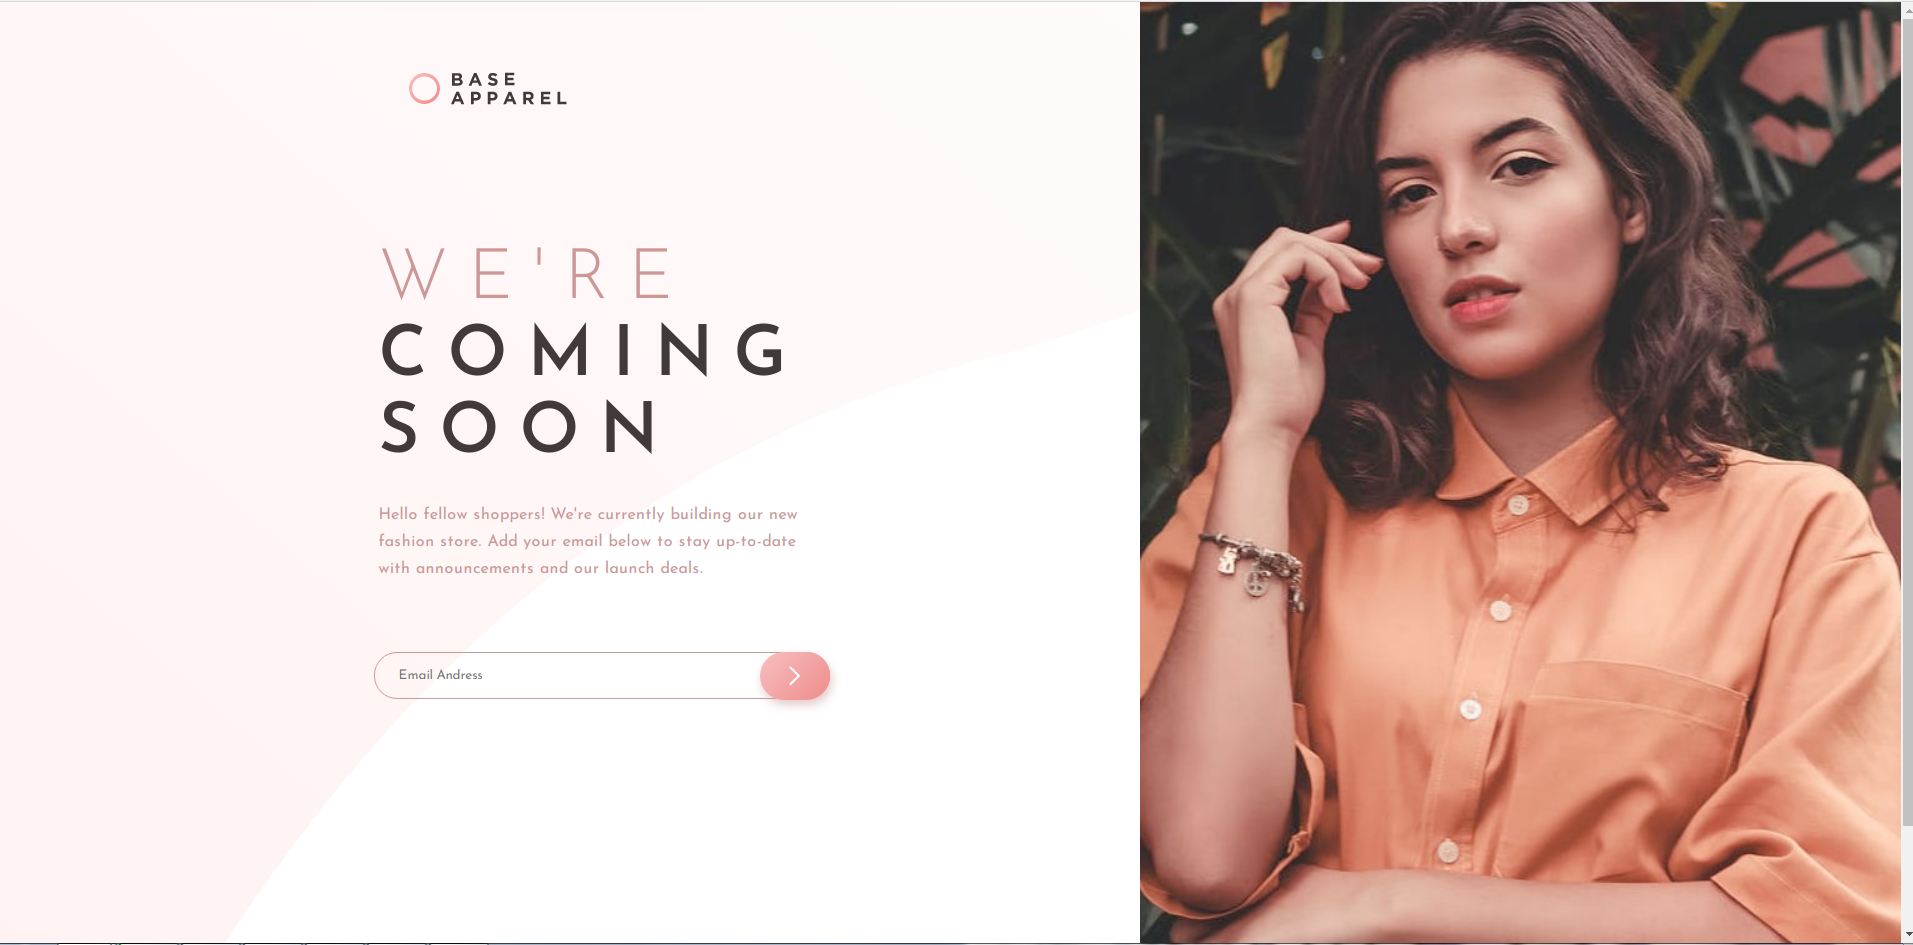 BASE
APPAREL
WE'RE
COMING
SOON
Hello fellow shoppers! We're currently building our new
fashion store. Add your email below to stay up-to-date
with announcements and our launch deals.
Email Andress